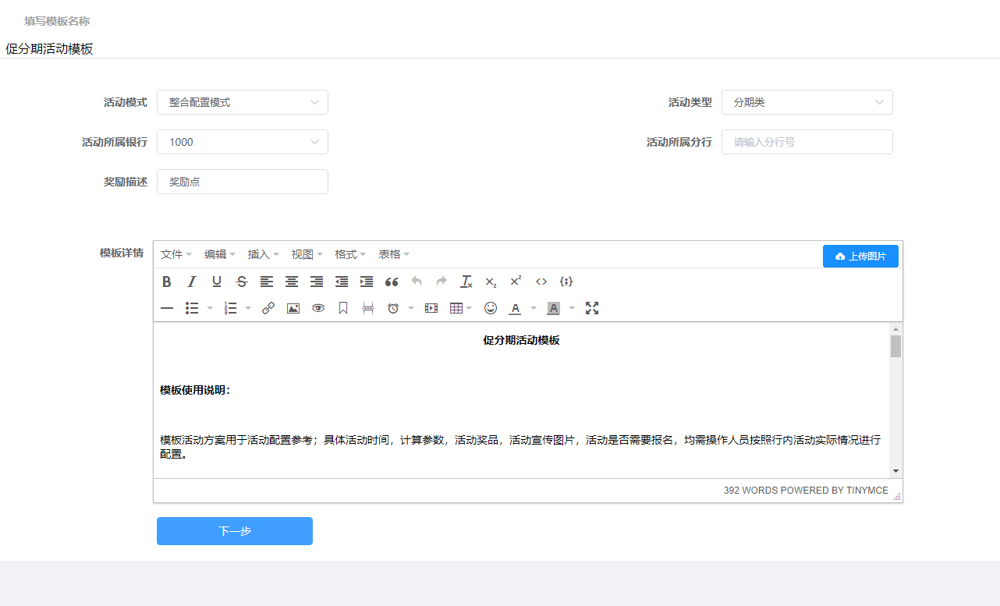 填写模板名称
促分期活动模板
活动模式 整合配置模式 活动类型 分期类
活动所属银行 1000 活动所属分行 请输入分行号
奖励描述 奖励点
模板详情 文件 编辑 插入 视图 格式 表格 上传图片
促分期活动模板
模板使用说明：
模板活动方案用于活动配置参考；具体活动时间，计算参数，活动奖品，活动宣传图片，活动是否需要报名，均需操作人员按照行内活动实际情况进行
配置。
392 WORDS POWERED BY TINYMCE
下一步